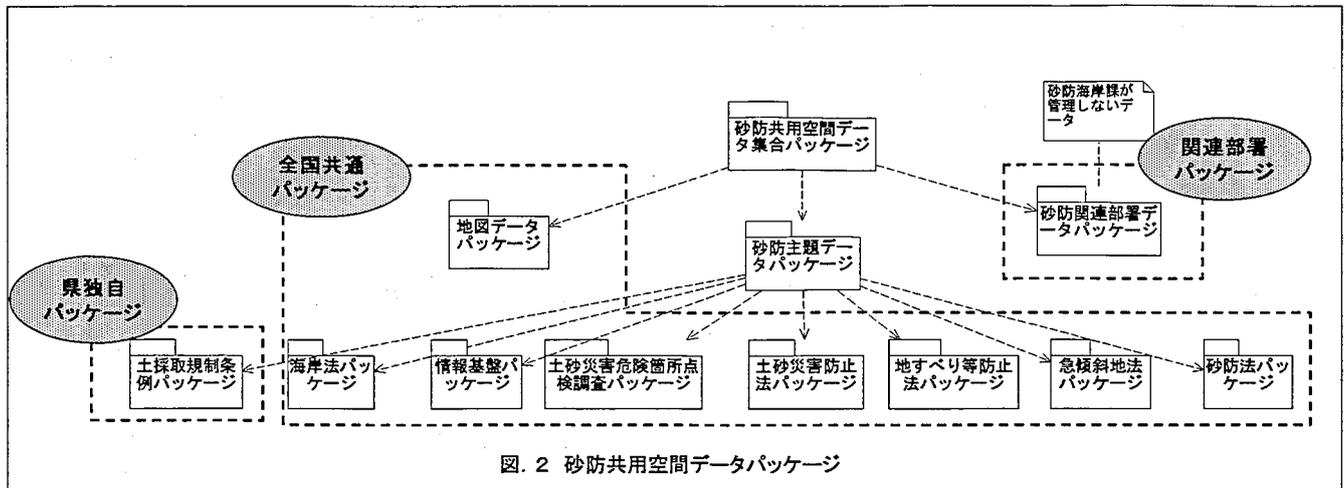 砂防海岸課が
管理しないデ
ータ
砂防共用空間デー
タ集合パッケージ
関連部署
パッケージ
全国共通
パッケージ
地図データ
パッケージ
砂防関連部署デ
ータパッケージ
砂防主題デー
タパッケージ
県独自
パッケージ
土採取規制条
例パッケージ
海岸法パッ
ケージ
情報基盤パ
ッケージ
土砂災害危険箇所点
検調査パッケージ
土砂災害防止
法パッケージ
地すべり等防止
法パッケージ
急傾斜地法
パッケージ
砂防法パッ
ケージ
図.2 砂防共用空間データパッケージ